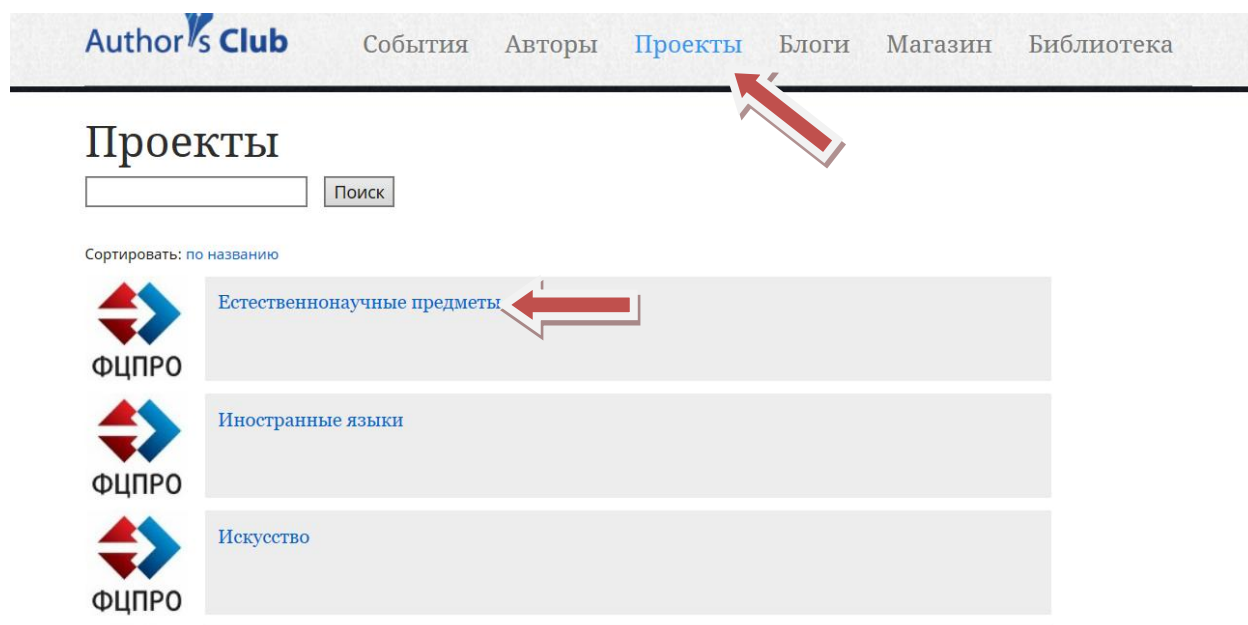 Author's Club
События Авторы Проекты Блоги Магазин Библиотека
Проекты
Поиск
Сортировать: по названию
Естественнонаучные предметы
ФЦПРО
Иностранные языки
ФЦПРО
Искусство
ФЦПРО